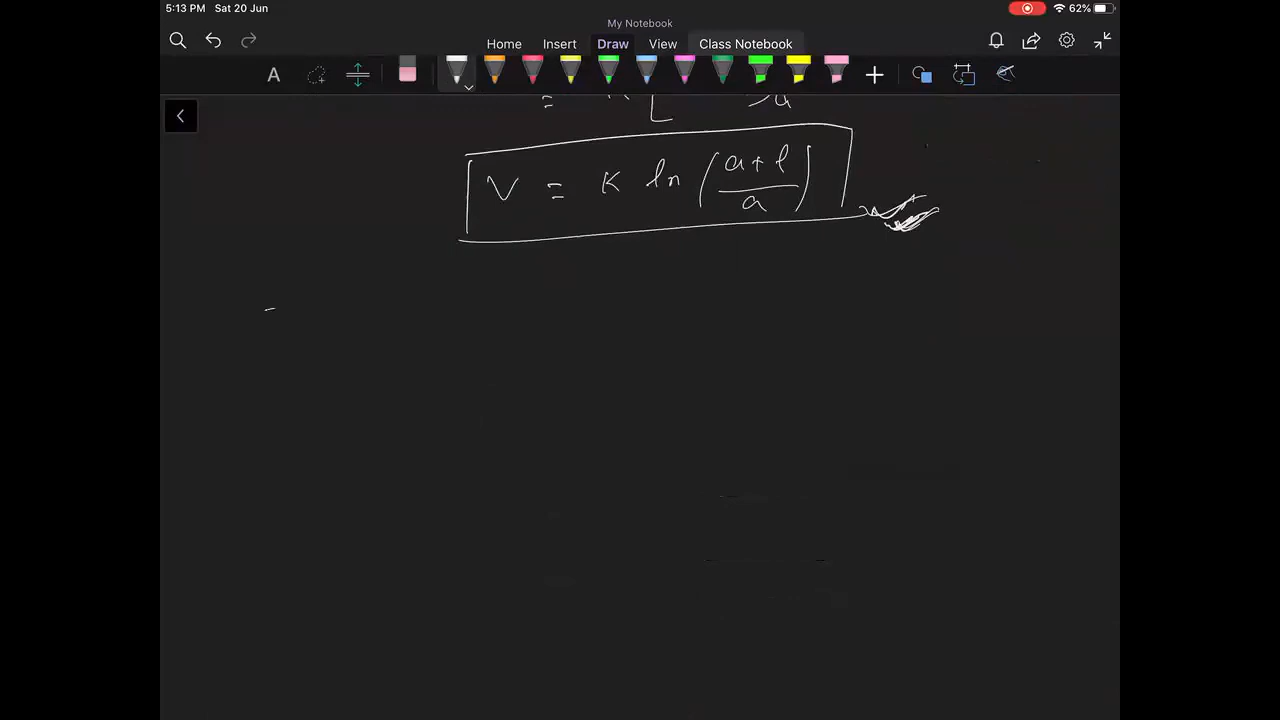 5:13 PM Sat 20 Jun
62%
My Notebook
Home Insert Draw View Class Notebook
A
V = K ln (a+l / a)